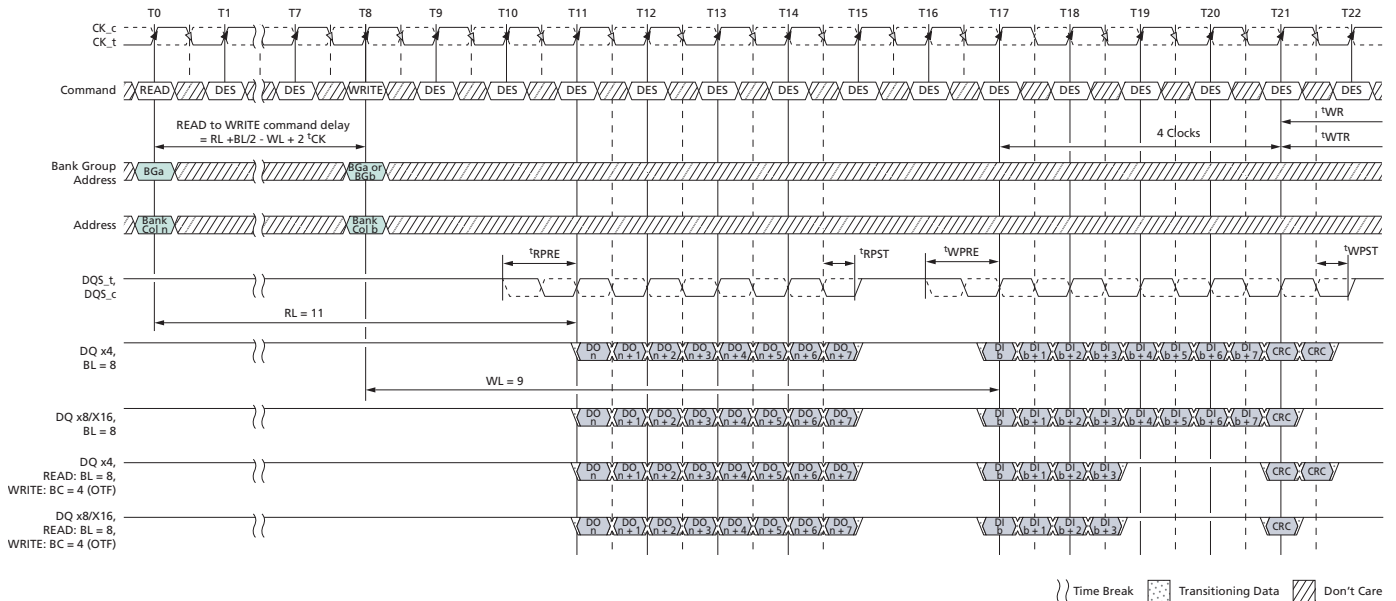 T0 T1 T7 T8 T9 T10 T11 T12 T13 T14 T15 T16 T17 T18 T19 T20 T21 T22
CK_c
CK_t
Command READ DES DES WRITE DES DES DES DES DES DES DES DES DES DES DES DES DES DES
tWR
READ to WRITE command delay
= RL +BL/2 - WL + 2 tCK
4 Clocks
tWTR
Bank Group
Address
BGa
BGa or
BGb
Address
Bank
Col n
Bank
Col b
tRPRE tRPST tWPRE tWPST
DQS_t,
DQS_c
RL = 11
DQ x4,
BL = 8
DO n DO n + 1 DO n + 2 DO n + 3 DO n + 4 DO n + 5 DO n + 6 DO n + 7 DI b DI b + 1 DI b + 2 DI b + 3 DI b + 4 DI b + 5 DI b + 6 DI b + 7 CRC CRC
WL = 9
DQ x8/X16,
BL = 8
DO n DO n + 1 DO n + 2 DO n + 3 DO n + 4 DO n + 5 DO n + 6 DO n + 7 DI b DI b + 1 DI b + 2 DI b + 3 DI b + 4 DI b + 5 DI b + 6 DI b + 7 CRC
DQ x4,
READ: BL = 8,
WRITE: BC = 4 (OTF)
DO n DO n + 1 DO n + 2 DO n + 3 DO n + 4 DO n + 5 DO n + 6 DO n + 7 DI b DI b + 1 DI b + 2 DI b + 3 CRC CRC
DQ x8/X16,
READ: BL = 8,
WRITE: BC = 4 (OTF)
DO n DO n + 1 DO n + 2 DO n + 3 DO n + 4 DO n + 5 DO n + 6 DO n + 7 DI b DI b + 1 DI b + 2 DI b + 3 CRC
Time Break Transitioning Data Don't Care